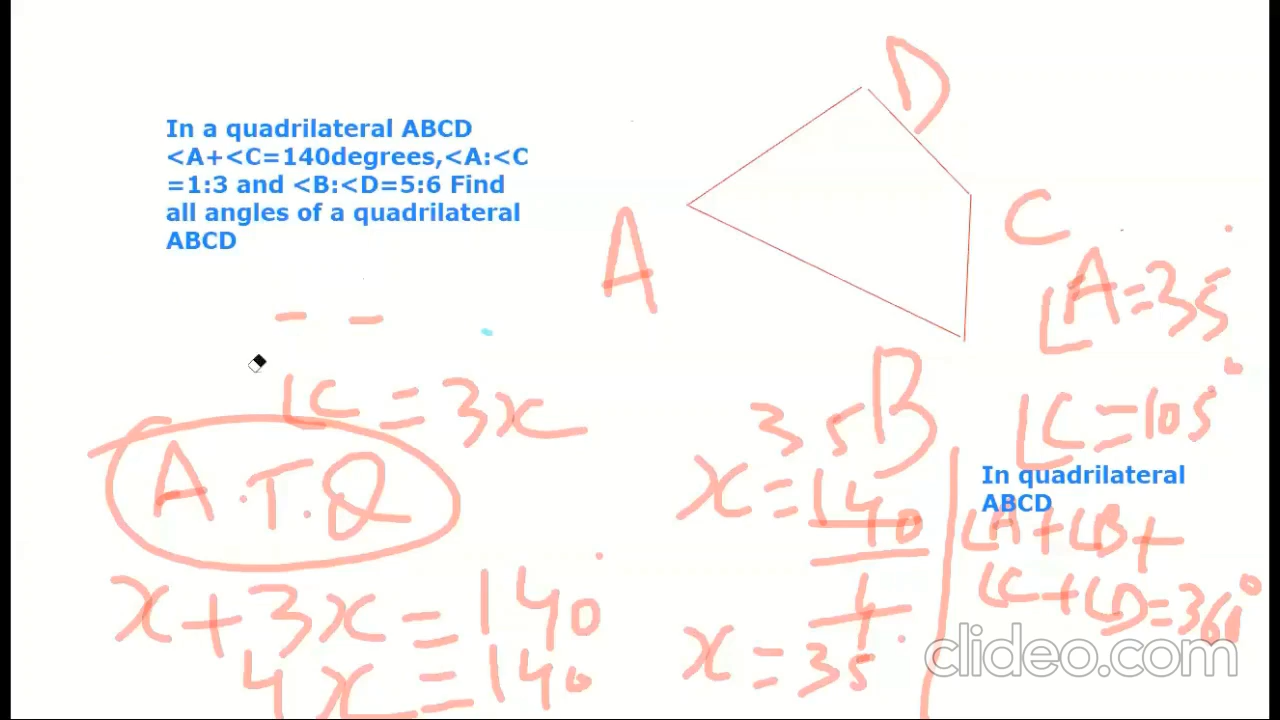 In a quadrilateral ABCD
<A+<C=140degrees,<A:<C
=1:3 and <B:<D=5:6 Find
all angles of a quadrilateral
ABCD
D
A
C
B
∠A=35°
∠C=105°
∠C=3x
A.T.Q
x+3x=140°
4x=140
35
x=140
4
x=35°
In quadrilateral
ABCD
∠A+∠B+
∠C+∠D=360°
clideo.com